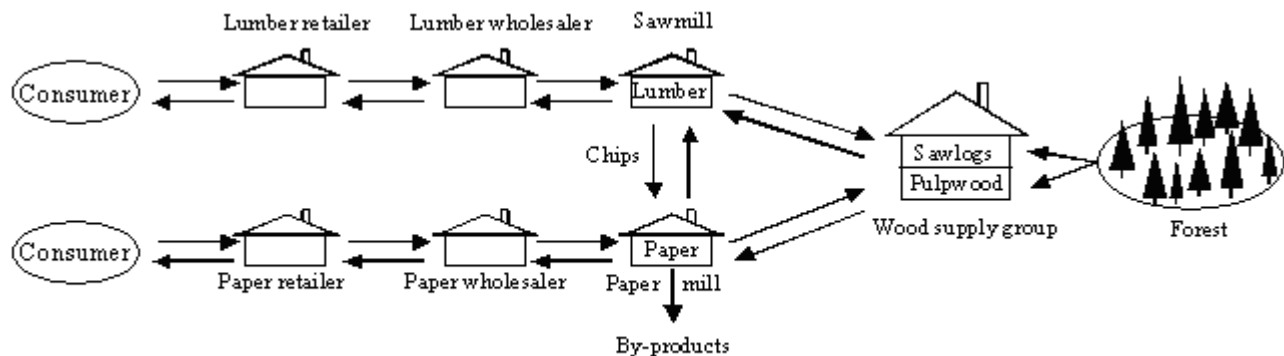 Lumber retailer Lumber wholesaler Sawmill
Consumer
Lumber
Chips
Sawlogs
Pulpwood
Wood supply group
Forest
Consumer
Paper
Paper retailer Paper wholesaler Paper mill
By-products